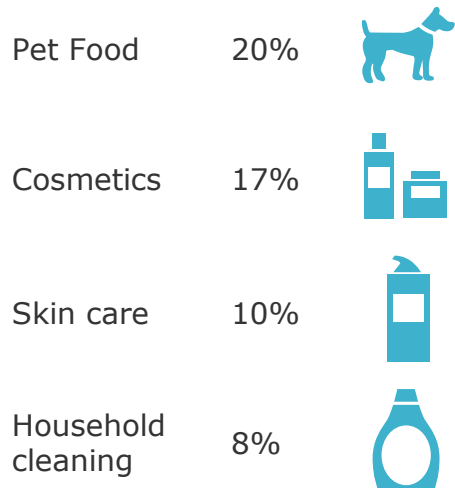 Pet Food 20%
Cosmetics 17%
Skin care 10%
Household
cleaning 8%